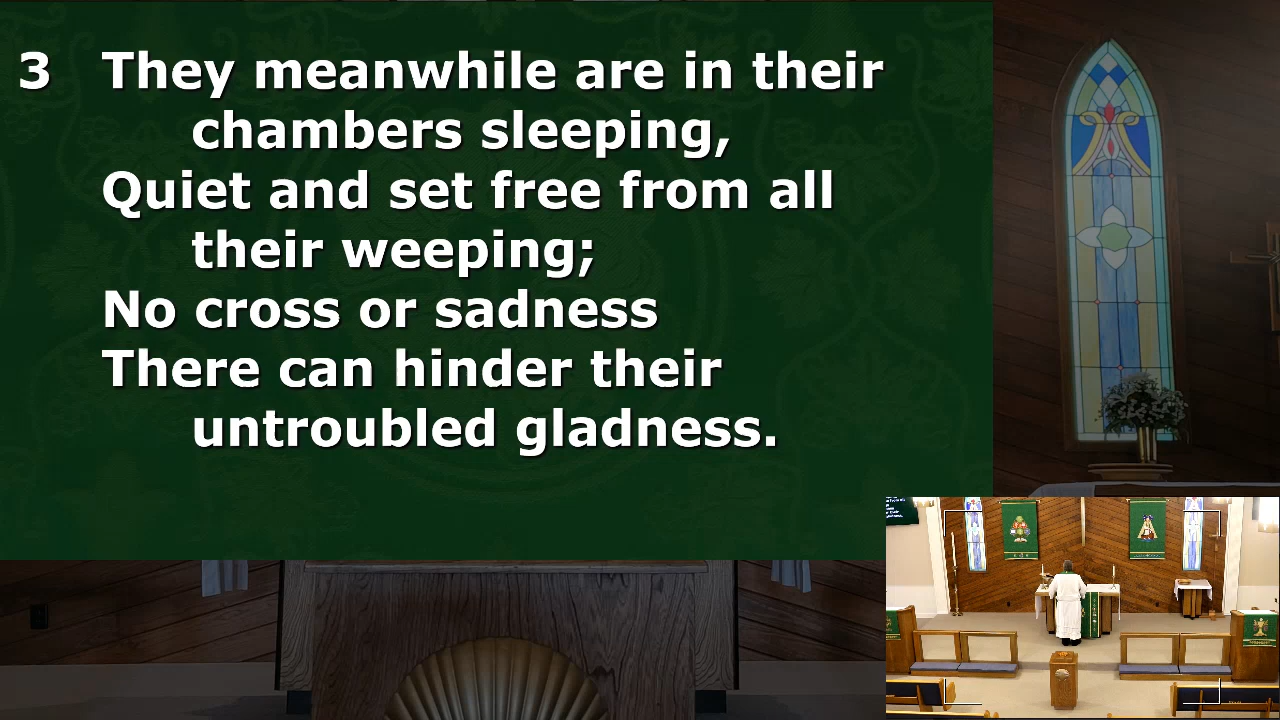 3 They meanwhile are in their
chambers sleeping,
Quiet and set free from all
their weeping;
No cross or sadness
There can hinder their
untroubled gladness.